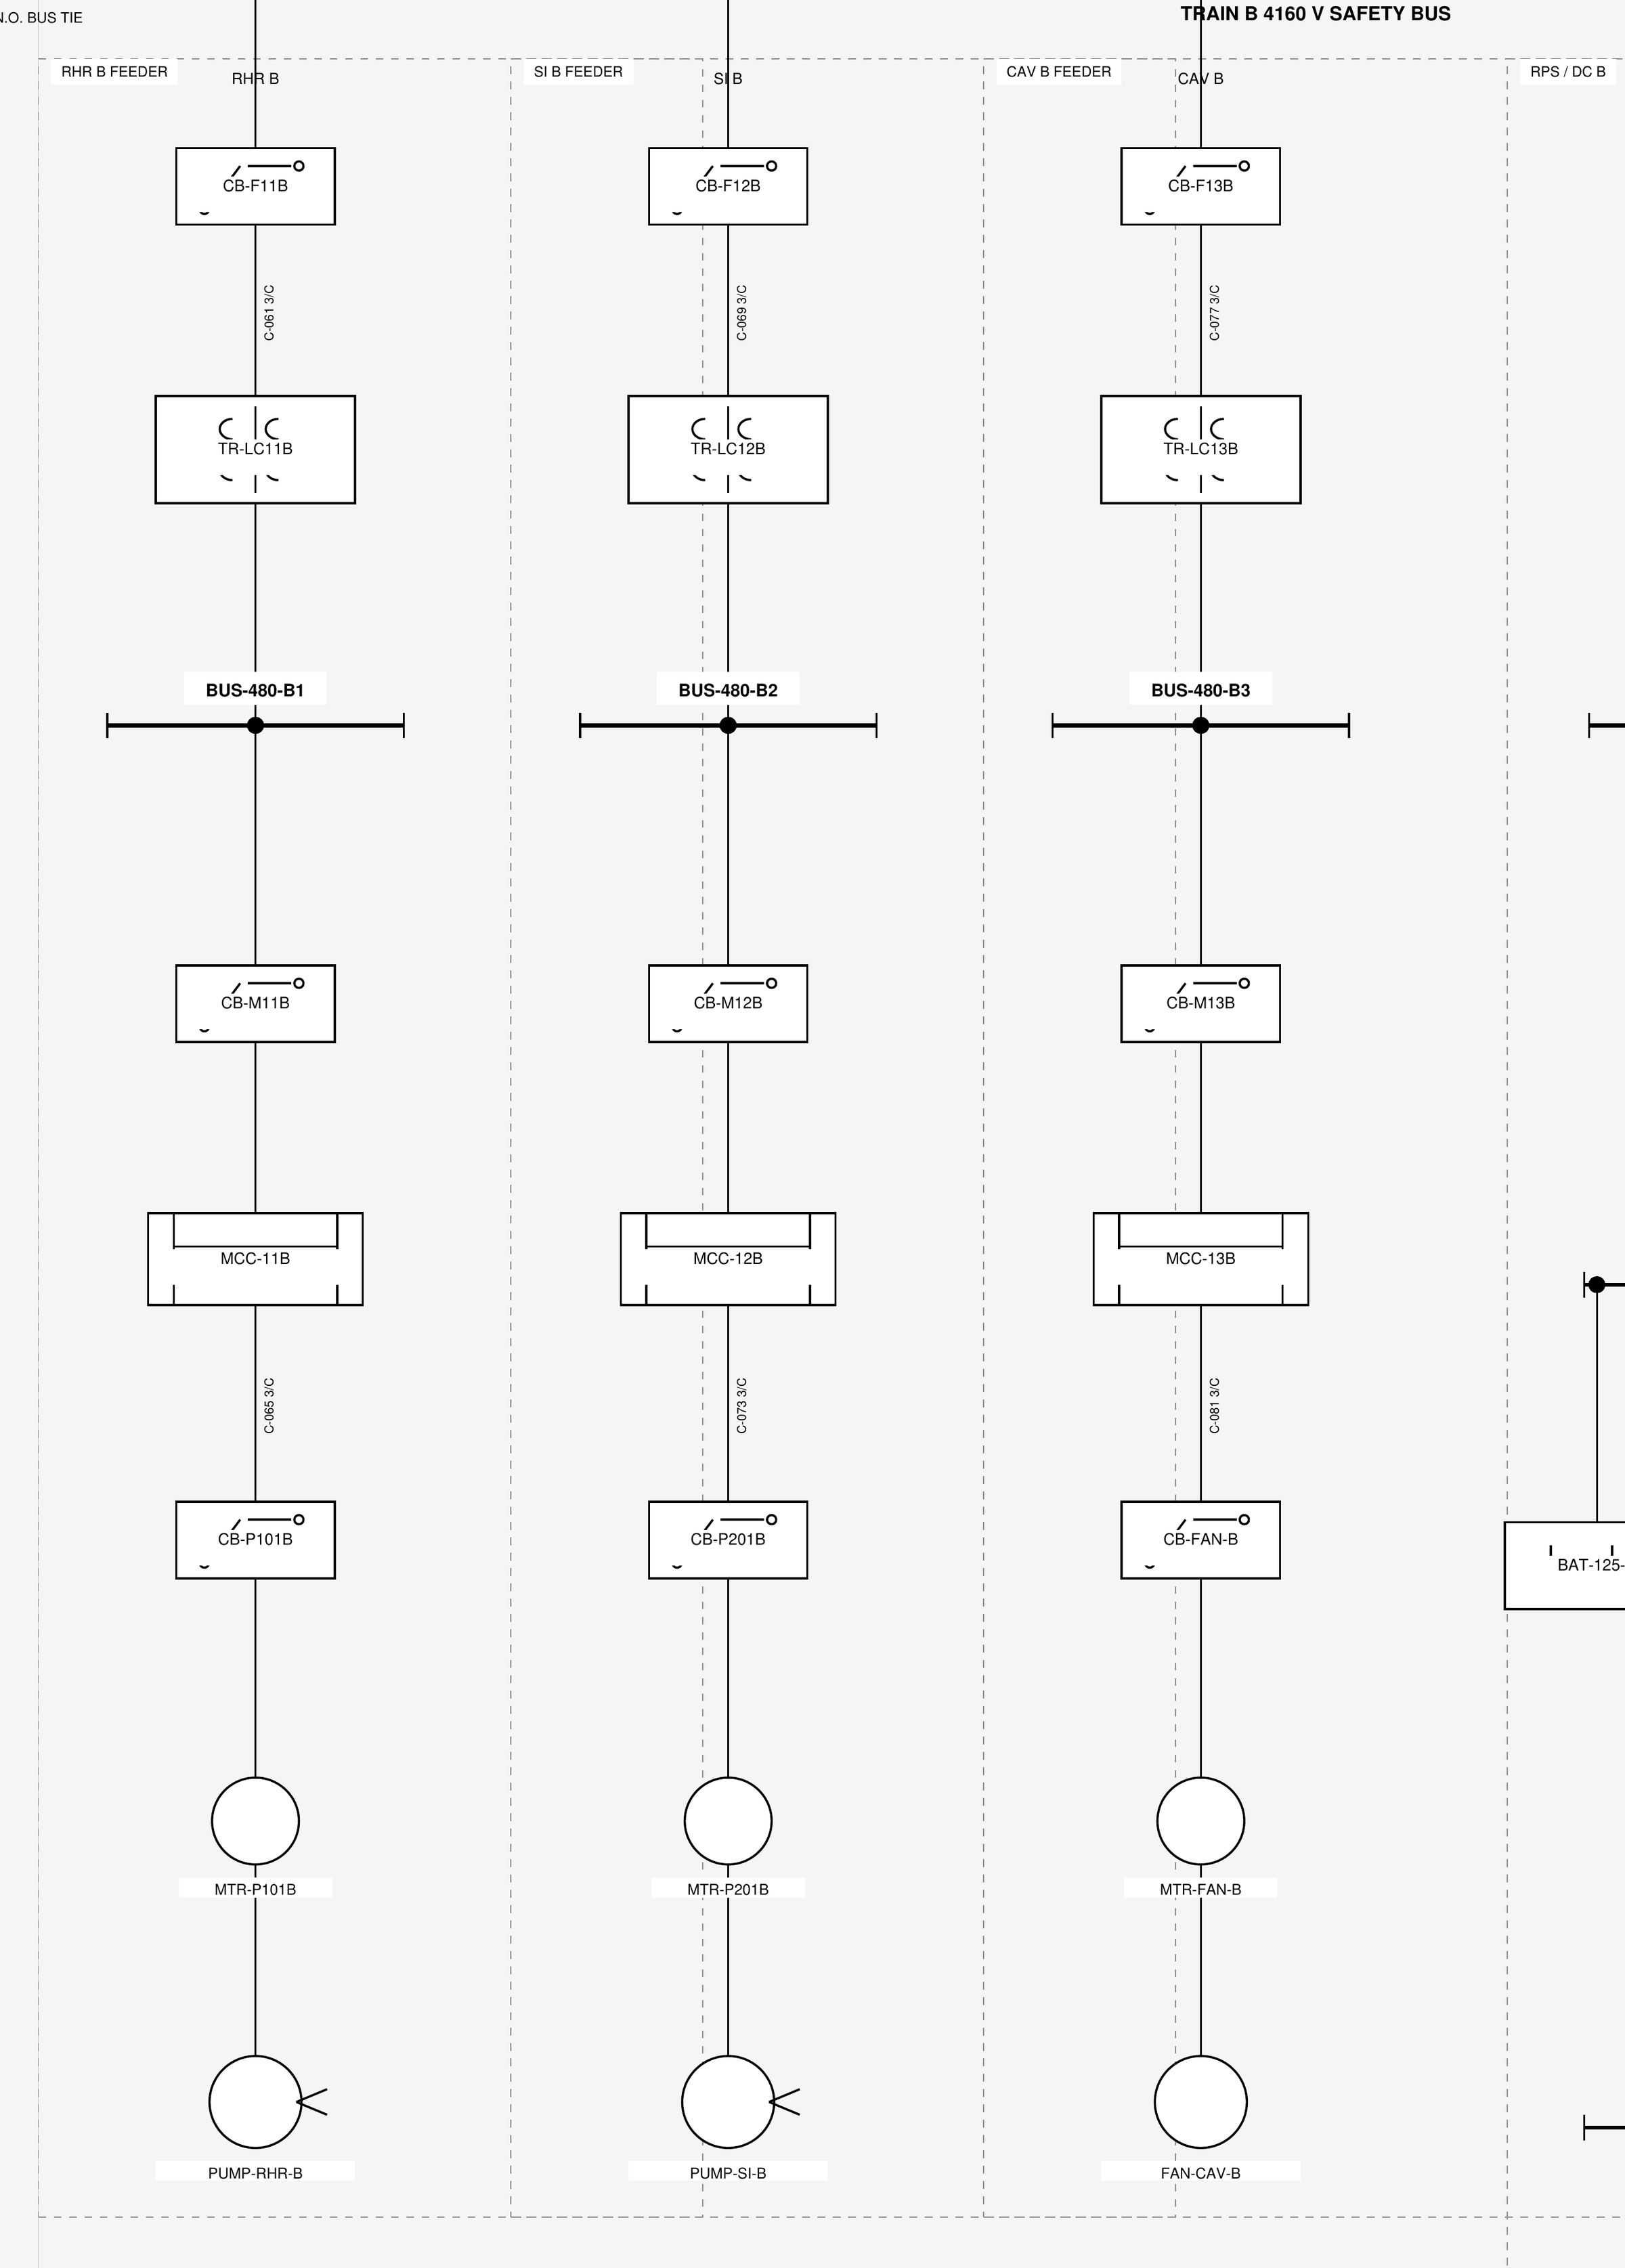 N.O. BUS TIE
TRAIN B 4160 V SAFETY BUS
RHR B FEEDER
RHR B
SI B FEEDER
SI B
CAV B FEEDER
CAV B
RPS / DC B
CB-F11B
CB-F12B
CB-F13B
C-061 3/C
C-069 3/C
C-077 3/C
TR-LC11B
TR-LC12B
TR-LC13B
BUS-480-B1
BUS-480-B2
BUS-480-B3
CB-M11B
CB-M12B
CB-M13B
MCC-11B
MCC-12B
MCC-13B
C-065 3/C
C-073 3/C
C-081 3/C
CB-P101B
CB-P201B
CB-FAN-B
BAT-125-
MTR-P101B
MTR-P201B
MTR-FAN-B
PUMP-RHR-B
PUMP-SI-B
FAN-CAV-B